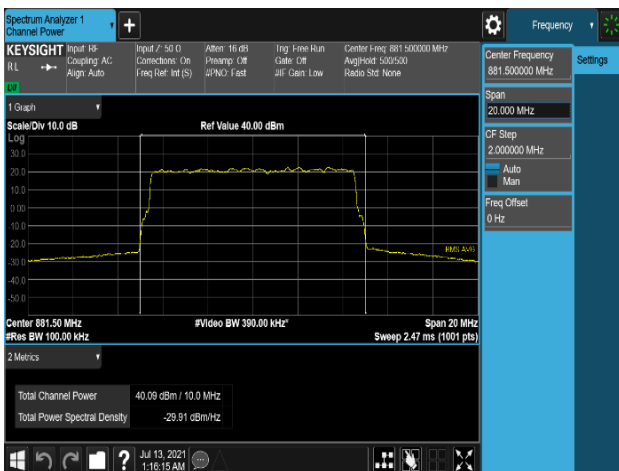 Spectrum Analyzer 1
Channel Power
+
Frequency
KEYSIGHT
R L
Input: RF
Coupling: AC
Align: Auto
Input Z: 50 Ω
Corrections: On
Freq Ref: Int (S)
Atten: 16 dB
Preamp: Off
#PNO: Fast
Trig: Free Run
Gate: Off
#IF Gain: Low
Center Freq: 881.500000 MHz
Avg|Hold: 500/500
Radio Std: None
Center Frequency
881.500000 MHz
Settings
Span
20.000 MHz
CF Step
2.000000 MHz
Auto
Man
Freq Offset
0 Hz
1 Graph
Scale/Div 10.0 dB
Ref Value 40.00 dBm
Log
30.0
20.0
10.0
0.00
-10.0
-20.0
-30.0
-40.0
-50.0
RMS AVG
Center 881.50 MHz
#Video BW 390.00 kHz*
Span 20 MHz
#Res BW 100.00 kHz
Sweep 2.47 ms (1001 pts)
2 Metrics
Total Channel Power 40.09 dBm / 10.0 MHz
Total Power Spectral Density -29.91 dBm/Hz
?
Jul 13, 2021
1:16:15 AM